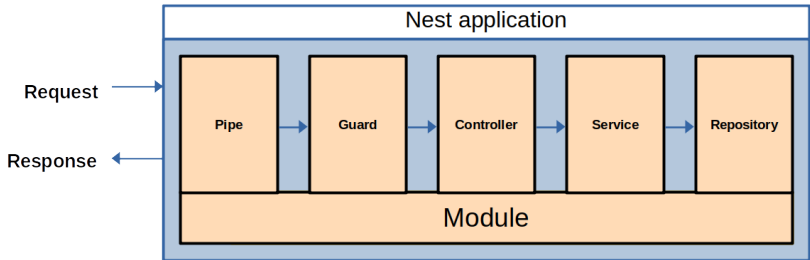 Nest application
Request
Response
Pipe
Guard
Controller
Service
Repository
Module